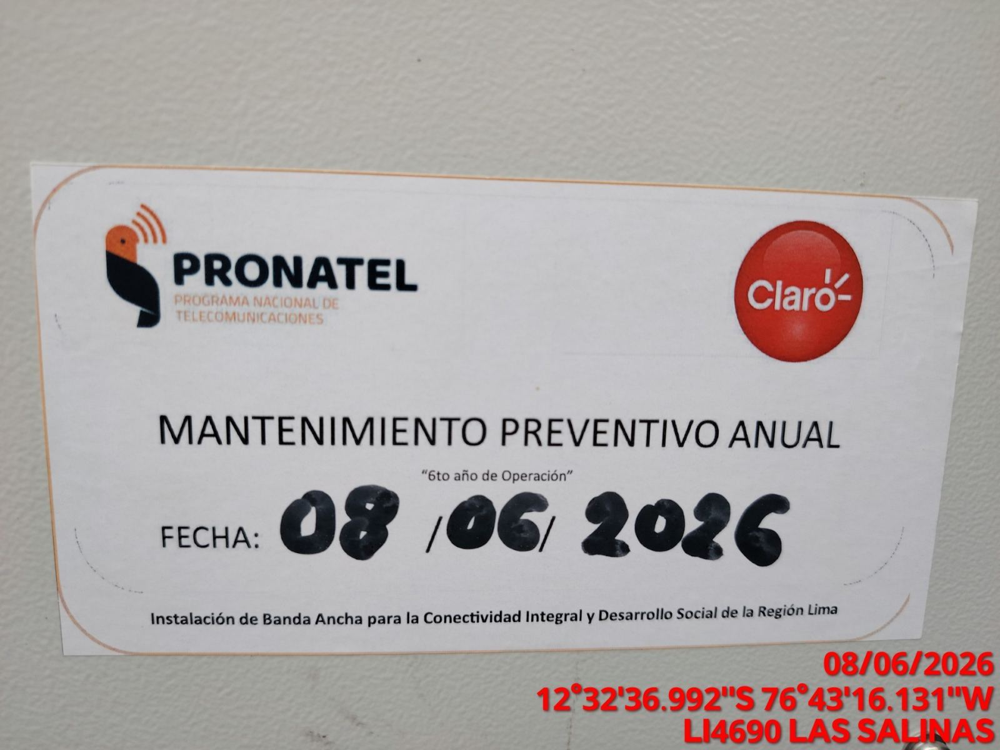 PRONATEL
PROGRAMA NACIONAL DE
TELECOMUNICACIONES
Claro
MANTENIMIENTO PREVENTIVO ANUAL
“6to año de Operación”
FECHA: 08 /06/ 2026
Instalación de Banda Ancha para la Conectividad Integral y Desarrollo Social de la Región Lima
08/06/2026
12°32'36.992"S 76°43'16.131"W
LI4690 LAS SALINAS